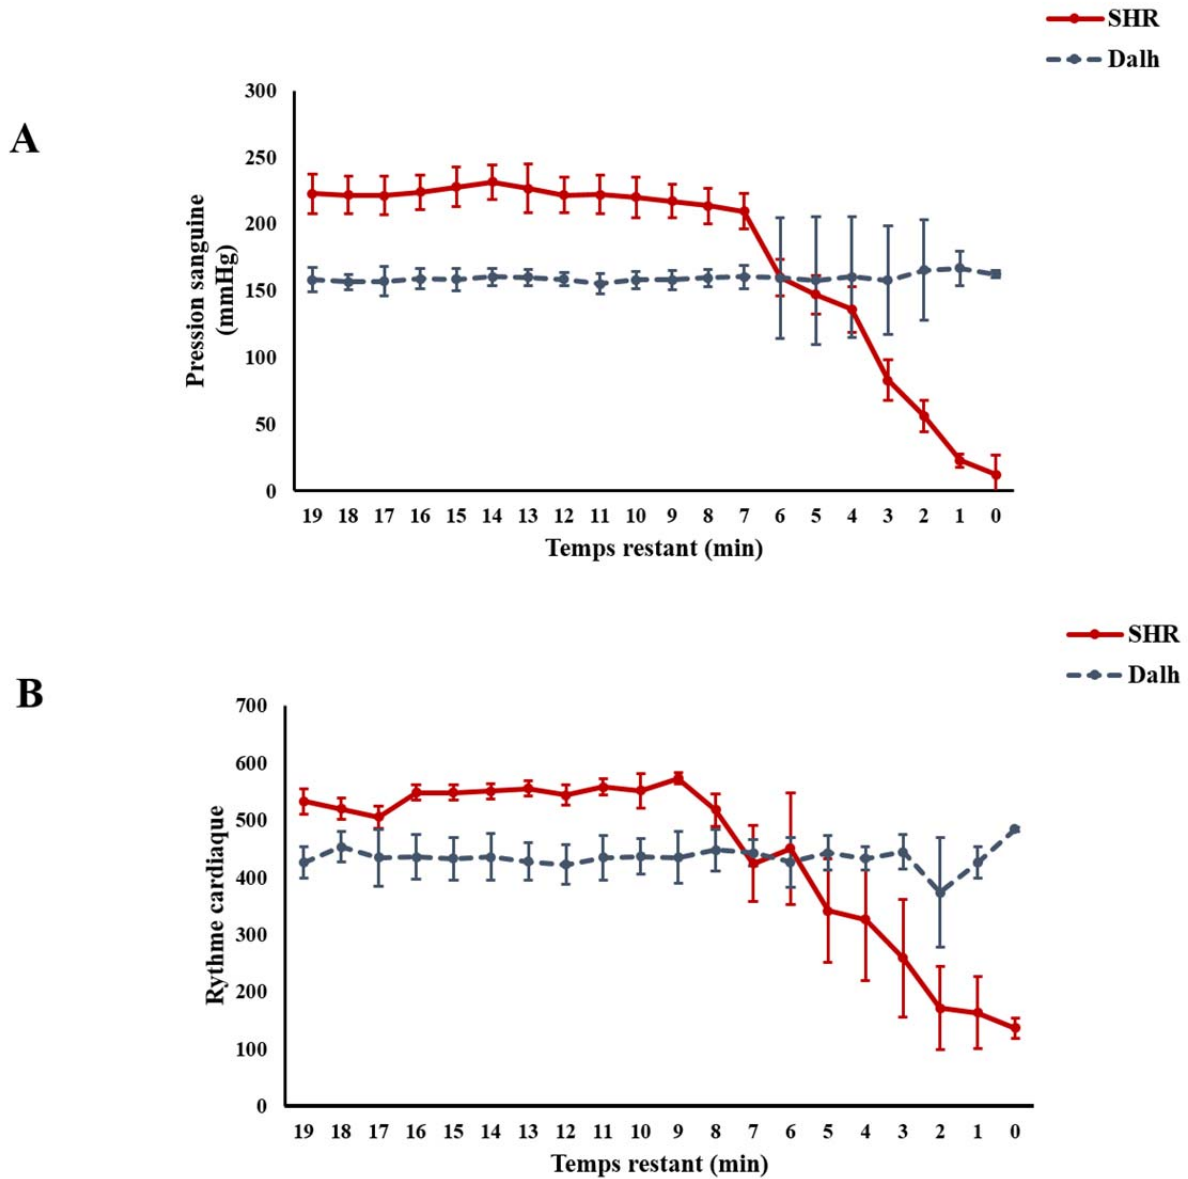 SHR
Dalh
A
300
250
200
150
100
50
0
Pression sanguine
(mmHg)
19 18 17 16 15 14 13 12 11 10 9 8 7 6 5 4 3 2 1 0
Temps restant (min)
SHR
Dalh
B
700
600
500
400
300
200
100
0
Rythme cardiaque
19 18 17 16 15 14 13 12 11 10 9 8 7 6 5 4 3 2 1 0
Temps restant (min)